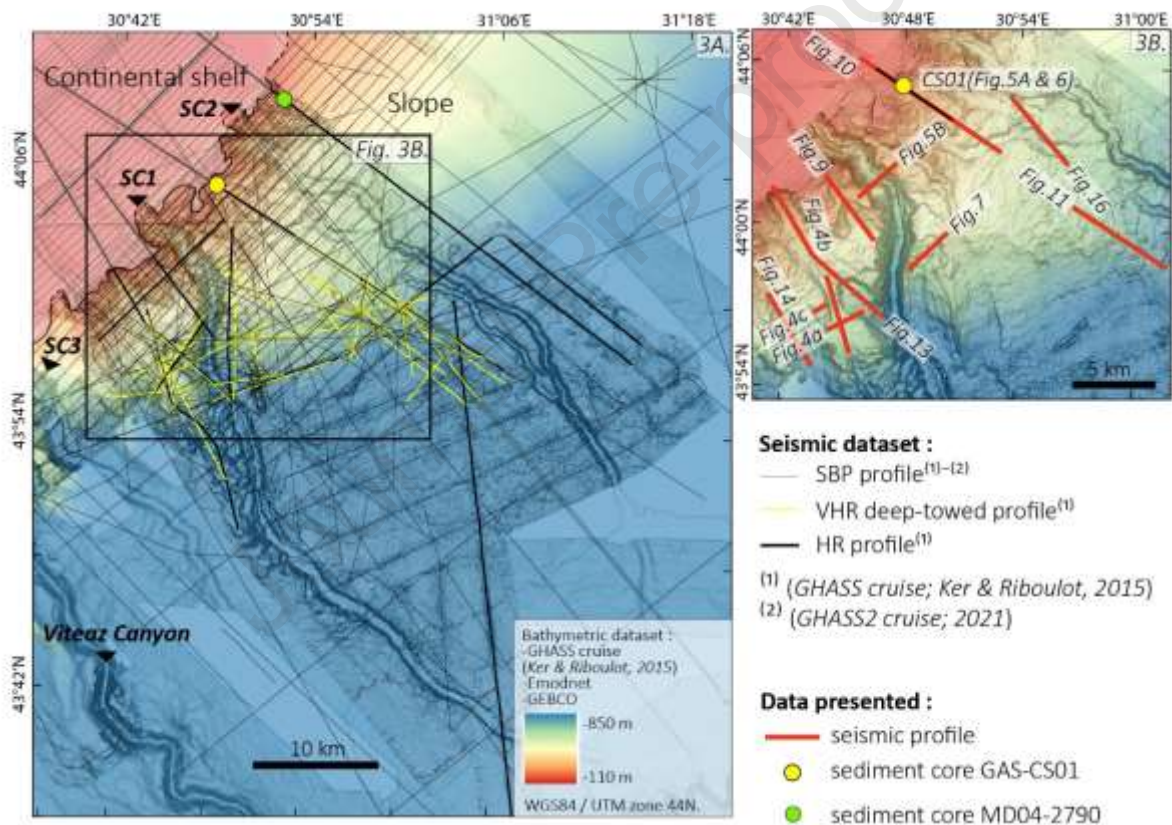 30°42'E 30°54'E 31°06'E 31°18'E
3A.
Continental shelf
SC2
Slope
Fig. 3B.
SC1
SC3
Viteaz Canyon
44°06'N
43°54'N
43°42'N
10 km
Bathymetric dataset :
-GHASS cruise
(Ker & Riboulot, 2015)
-Emodnet
-GEBCO
-850 m
-110 m
WGS84 / UTM zone 44N.
30°42'E 30°48'E 30°54'E 31°00'E
3B.
44°06'N
44°00'N
43°54'N
Fig.10
CS01(Fig.5A & 6)
Fig.5B
Fig.9
Fig.16
Fig.11
Fig.7
Fig.4b
Fig.14
Fig.4c
Fig.4a
Fig.13
5 km
Seismic dataset :
SBP profile⁽¹⁾⁻⁽²⁾
VHR deep-towed profile⁽¹⁾
HR profile⁽¹⁾
⁽¹⁾ (GHASS cruise; Ker & Riboulot, 2015)
⁽²⁾ (GHASS2 cruise; 2021)
Data presented :
seismic profile
sediment core GAS-CS01
sediment core MD04-2790